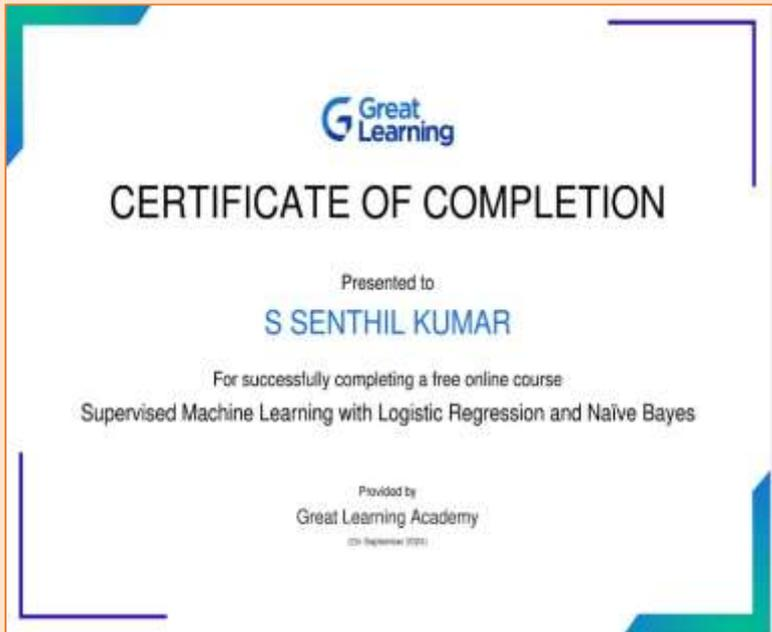 Great
Learning
CERTIFICATE OF COMPLETION
Presented to
S SENTHIL KUMAR
For successfully completing a free online course
Supervised Machine Learning with Logistic Regression and Naïve Bayes
Provided by
Great Learning Academy
September